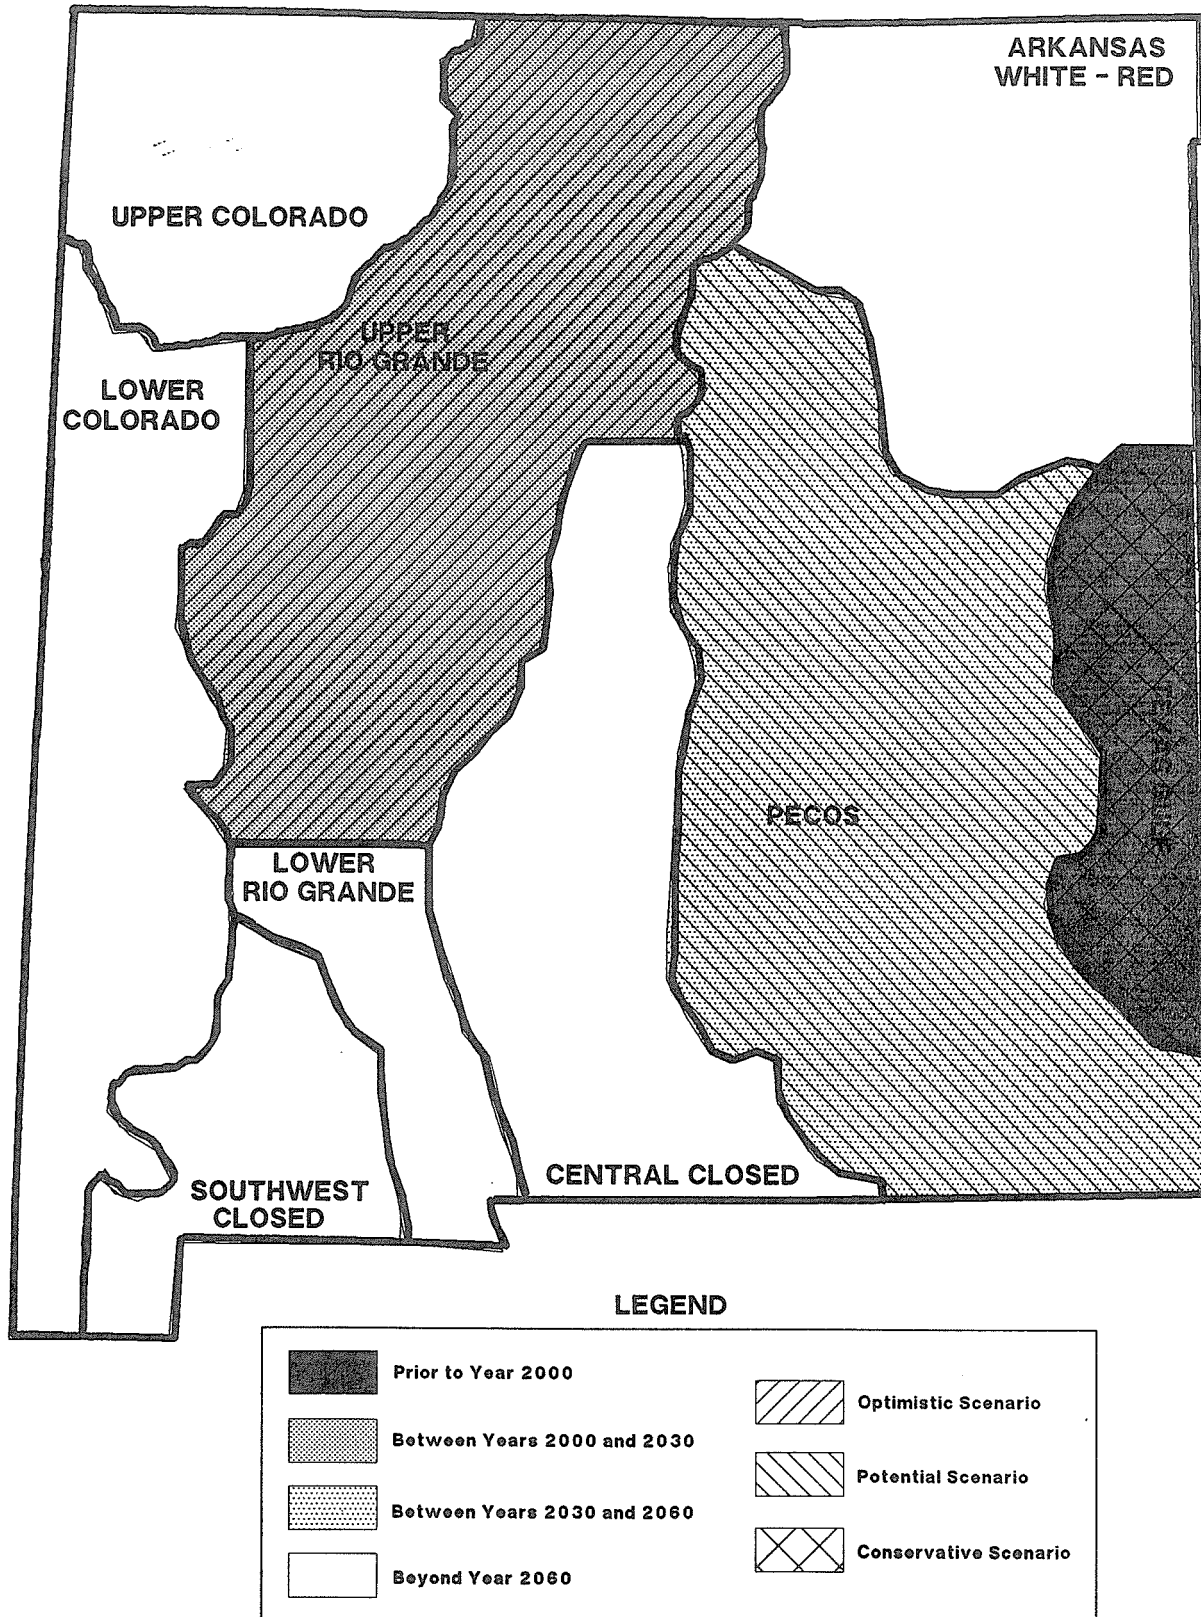 ARKANSAS
WHITE - RED
UPPER COLORADO
UPPER
RIO GRANDE
LOWER
COLORADO
TEXAS GULF
PECOS
LOWER
RIO GRANDE
CENTRAL CLOSED
SOUTHWEST
CLOSED
LEGEND
Prior to Year 2000
Between Years 2000 and 2030
Between Years 2030 and 2060
Beyond Year 2060
Optimistic Scenario
Potential Scenario
Conservative Scenario